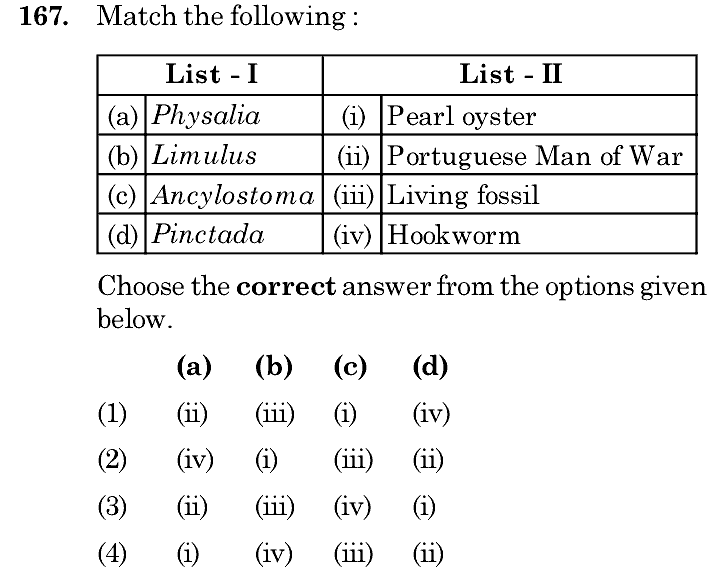 167. Match the following :
List - I List - II
(a) Physalia (i) Pearl oyster
(b) Limulus (ii) Portuguese Man of War
(c) Ancylostoma (iii) Living fossil
(d) Pinctada (iv) Hookworm
Choose the correct answer from the options given
below.
(a) (b) (c) (d)
(1) (ii) (iii) (i) (iv)
(2) (iv) (i) (iii) (ii)
(3) (ii) (iii) (iv) (i)
(4) (i) (iv) (iii) (ii)